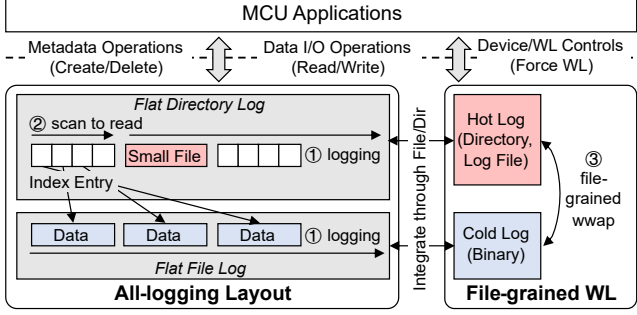 MCU Applications
Metadata Operations
(Create/Delete)
Data I/O Operations
(Read/Write)
Device/WL Controls
(Force WL)
Flat Directory Log
② scan to read
Small File
① logging
Index Entry
Data
Data
Data
① logging
Flat File Log
All-logging Layout
Integrate through File/Dir
Hot Log
(Directory,
Log File)
③
file-
grained
wwap
Cold Log
(Binary)
File-grained WL